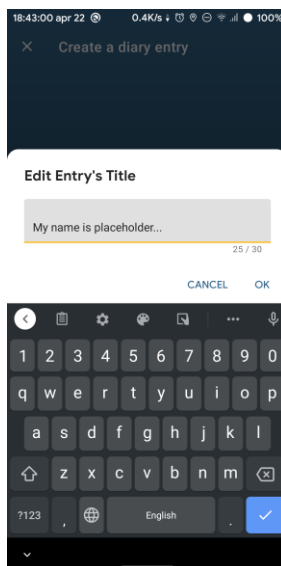 18:43:00 apr 22 0.4K/s 100%
× Create a diary entry
Edit Entry's Title
My name is placeholder...
25 / 30
CANCEL OK
1 2 3 4 5 6 7 8 9 0
q w e r t y u i o p
a s d f g h j k l
z x c v b n m
?123 , English .